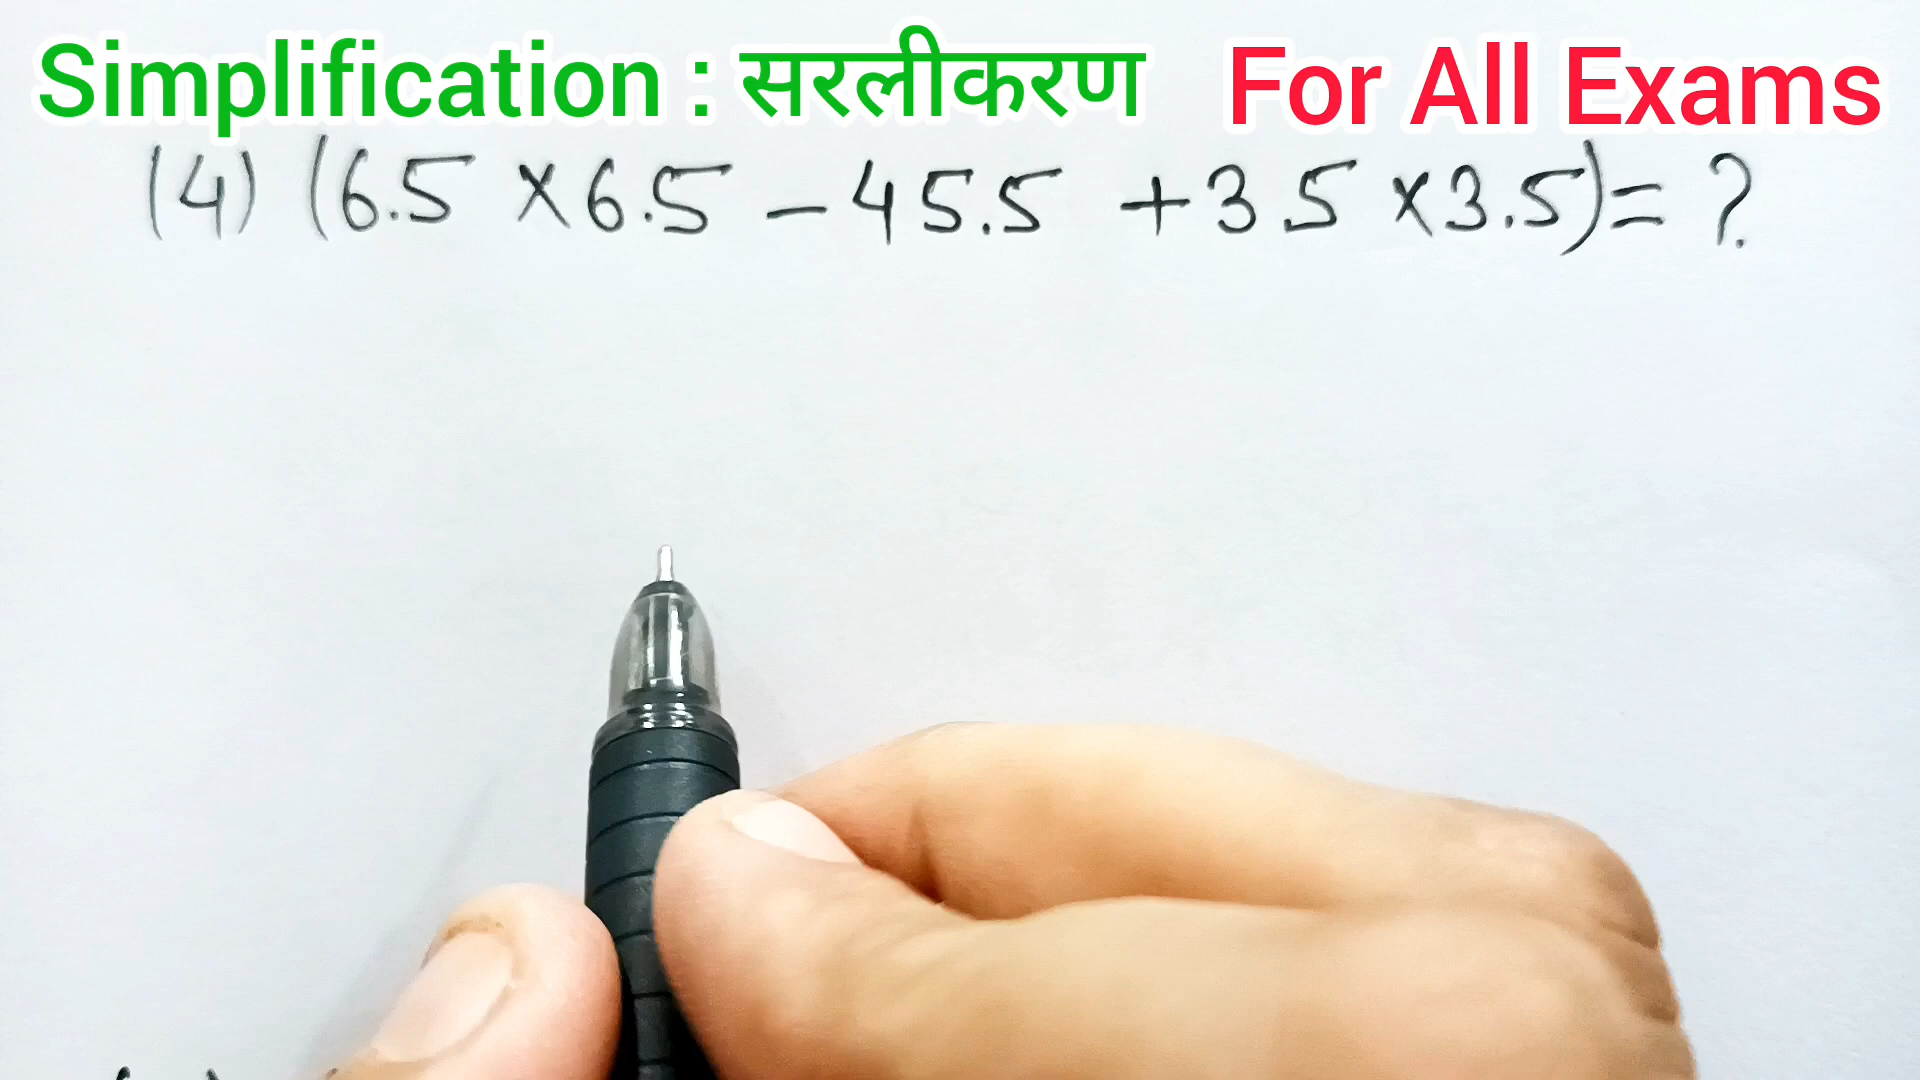 Simplification : सरलीकरण For All Exams
(4) (6.5 × 6.5 - 45.5 + 3.5 × 3.5) = ?